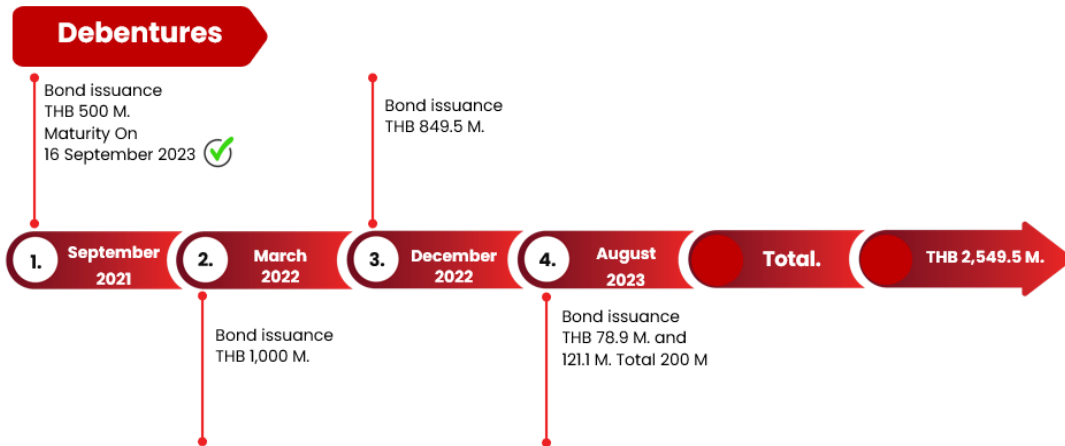 Debentures
Bond issuance
THB 500 M.
Maturity On
16 September 2023
Bond issuance
THB 849.5 M.
1.
September
2021
2.
March
2022
3.
December
2022
4.
August
2023
Total.
THB 2,549.5 M.
Bond issuance
THB 1,000 M.
Bond issuance
THB 78.9 M. and
121.1 M. Total 200 M